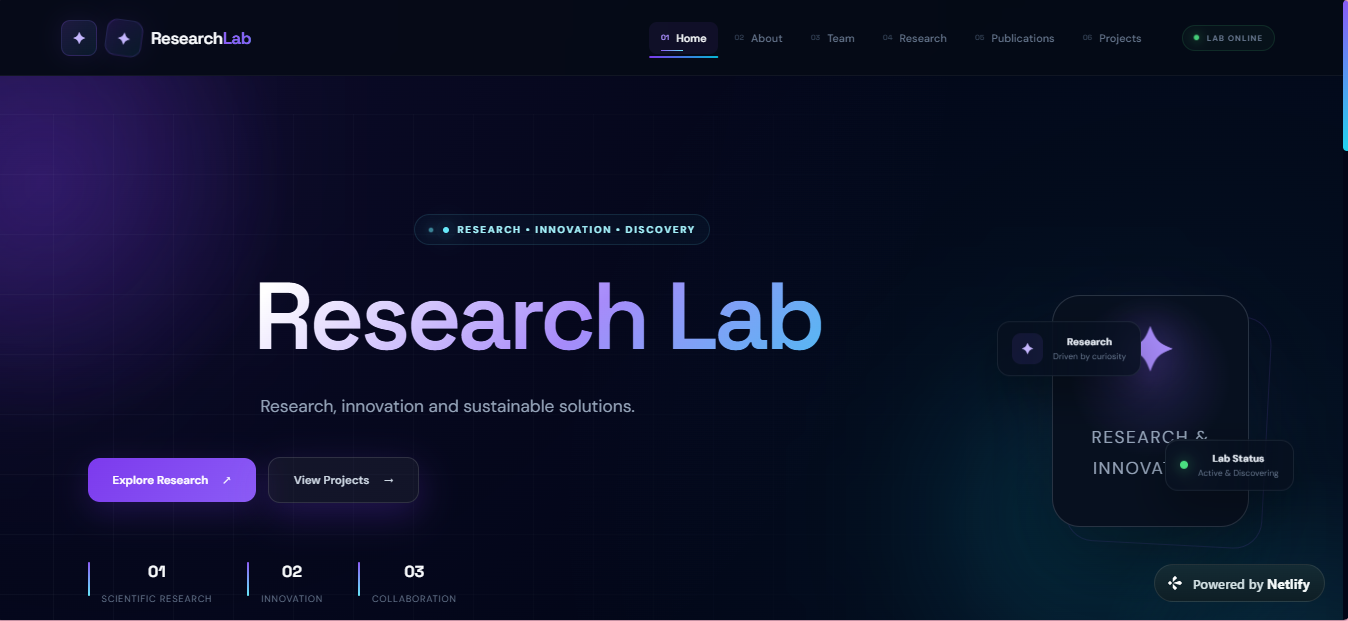 ResearchLab
01 Home
02 About
03 Team
04 Research
05 Publications
06 Projects
LAB ONLINE
RESEARCH • INNOVATION • DISCOVERY
Research Lab
Research, innovation and sustainable solutions.
Explore Research ↗
View Projects →
01
SCIENTIFIC RESEARCH
02
INNOVATION
03
COLLABORATION
Research
Driven by curiosity
RESEARCH &
INNOVA
Lab Status
Active & Discovering
Powered by Netlify